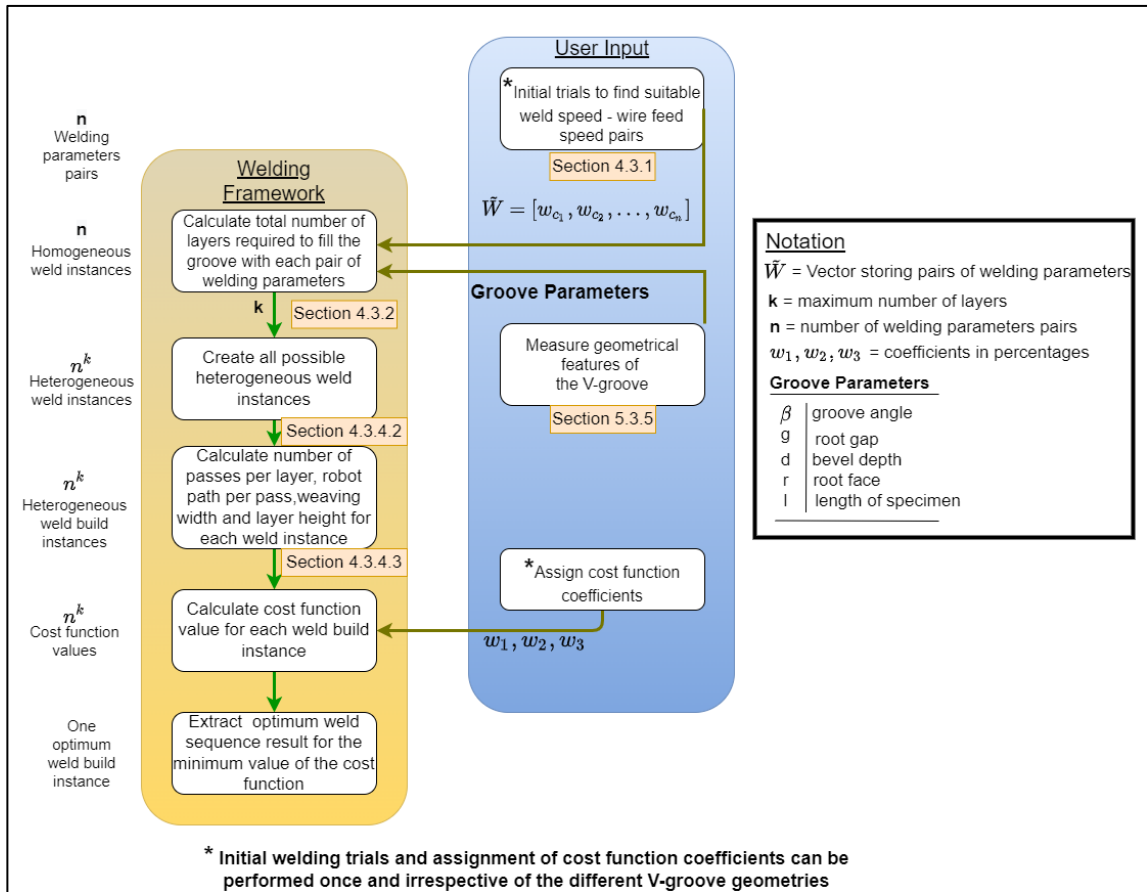 User Input
* Initial trials to find suitable
weld speed - wire feed
speed pairs
Section 4.3.1
W̃ = [w_{c_1}, w_{c_2}, ..., w_{c_n}]
Groove Parameters
Measure geometrical
features of
the V-groove
Section 5.3.5
*Assign cost function
coefficients
w_1, w_2, w_3
n
Welding
parameters
pairs
n
Homogeneous
weld instances
n^k
Heterogeneous
weld instances
n^k
Heterogeneous
weld build
instances
n^k
Cost function
values
One
optimum
weld build
instance
Welding
Framework
Calculate total number of
layers required to fill the
groove with each pair of
welding parameters
k
Section 4.3.2
Create all possible
heterogeneous weld
instances
Section 4.3.4.2
Calculate number of
passes per layer, robot
path per pass,weaving
width and layer height for
each weld instance
Section 4.3.4.3
Calculate cost function
value for each weld build
instance
Extract optimum weld
sequence result for the
minimum value of the cost
function
Notation
W̃ = Vector storing pairs of welding parameters
k = maximum number of layers
n = number of welding parameters pairs
w_1, w_2, w_3 = coefficients in percentages
Groove Parameters
β groove angle
g root gap
d bevel depth
r root face
l length of specimen
* Initial welding trials and assignment of cost function coefficients can be
performed once and irrespective of the different V-groove geometries